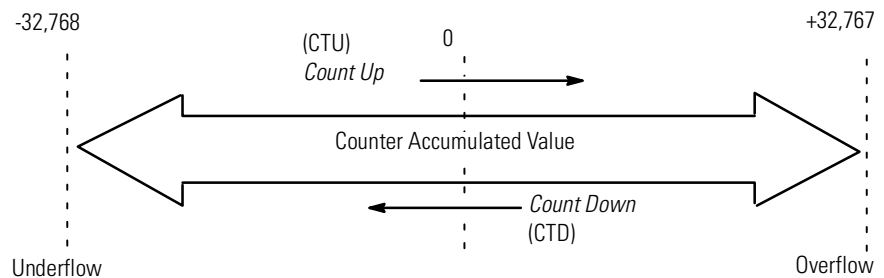 -32,768
0
+32,767
(CTU)
Count Up
Counter Accumulated Value
Count Down
(CTD)
Underflow
Overflow